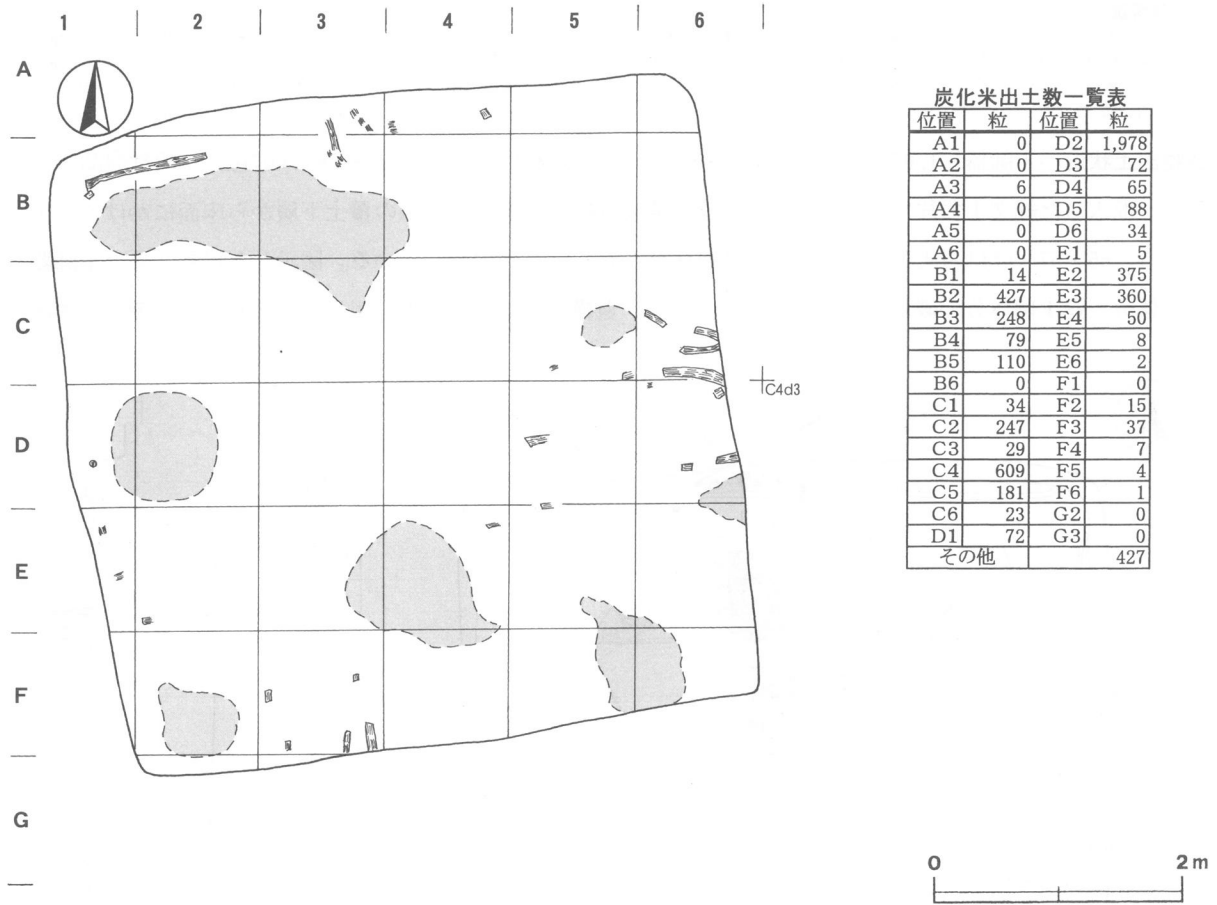 1 2 3 4 5 6
A
B
C
D
E
F
G
C4d3
炭化米出土数一覧表
位置 粒 位置 粒
A1 0 D2 1,978
A2 0 D3 72
A3 6 D4 65
A4 0 D5 88
A5 0 D6 34
A6 0 E1 5
B1 14 E2 375
B2 427 E3 360
B3 248 E4 50
B4 79 E5 8
B5 110 E6 2
B6 0 F1 0
C1 34 F2 15
C2 247 F3 37
C3 29 F4 7
C4 609 F5 4
C5 181 F6 1
C6 23 G2 0
D1 72 G3 0
その他 427
0 2m